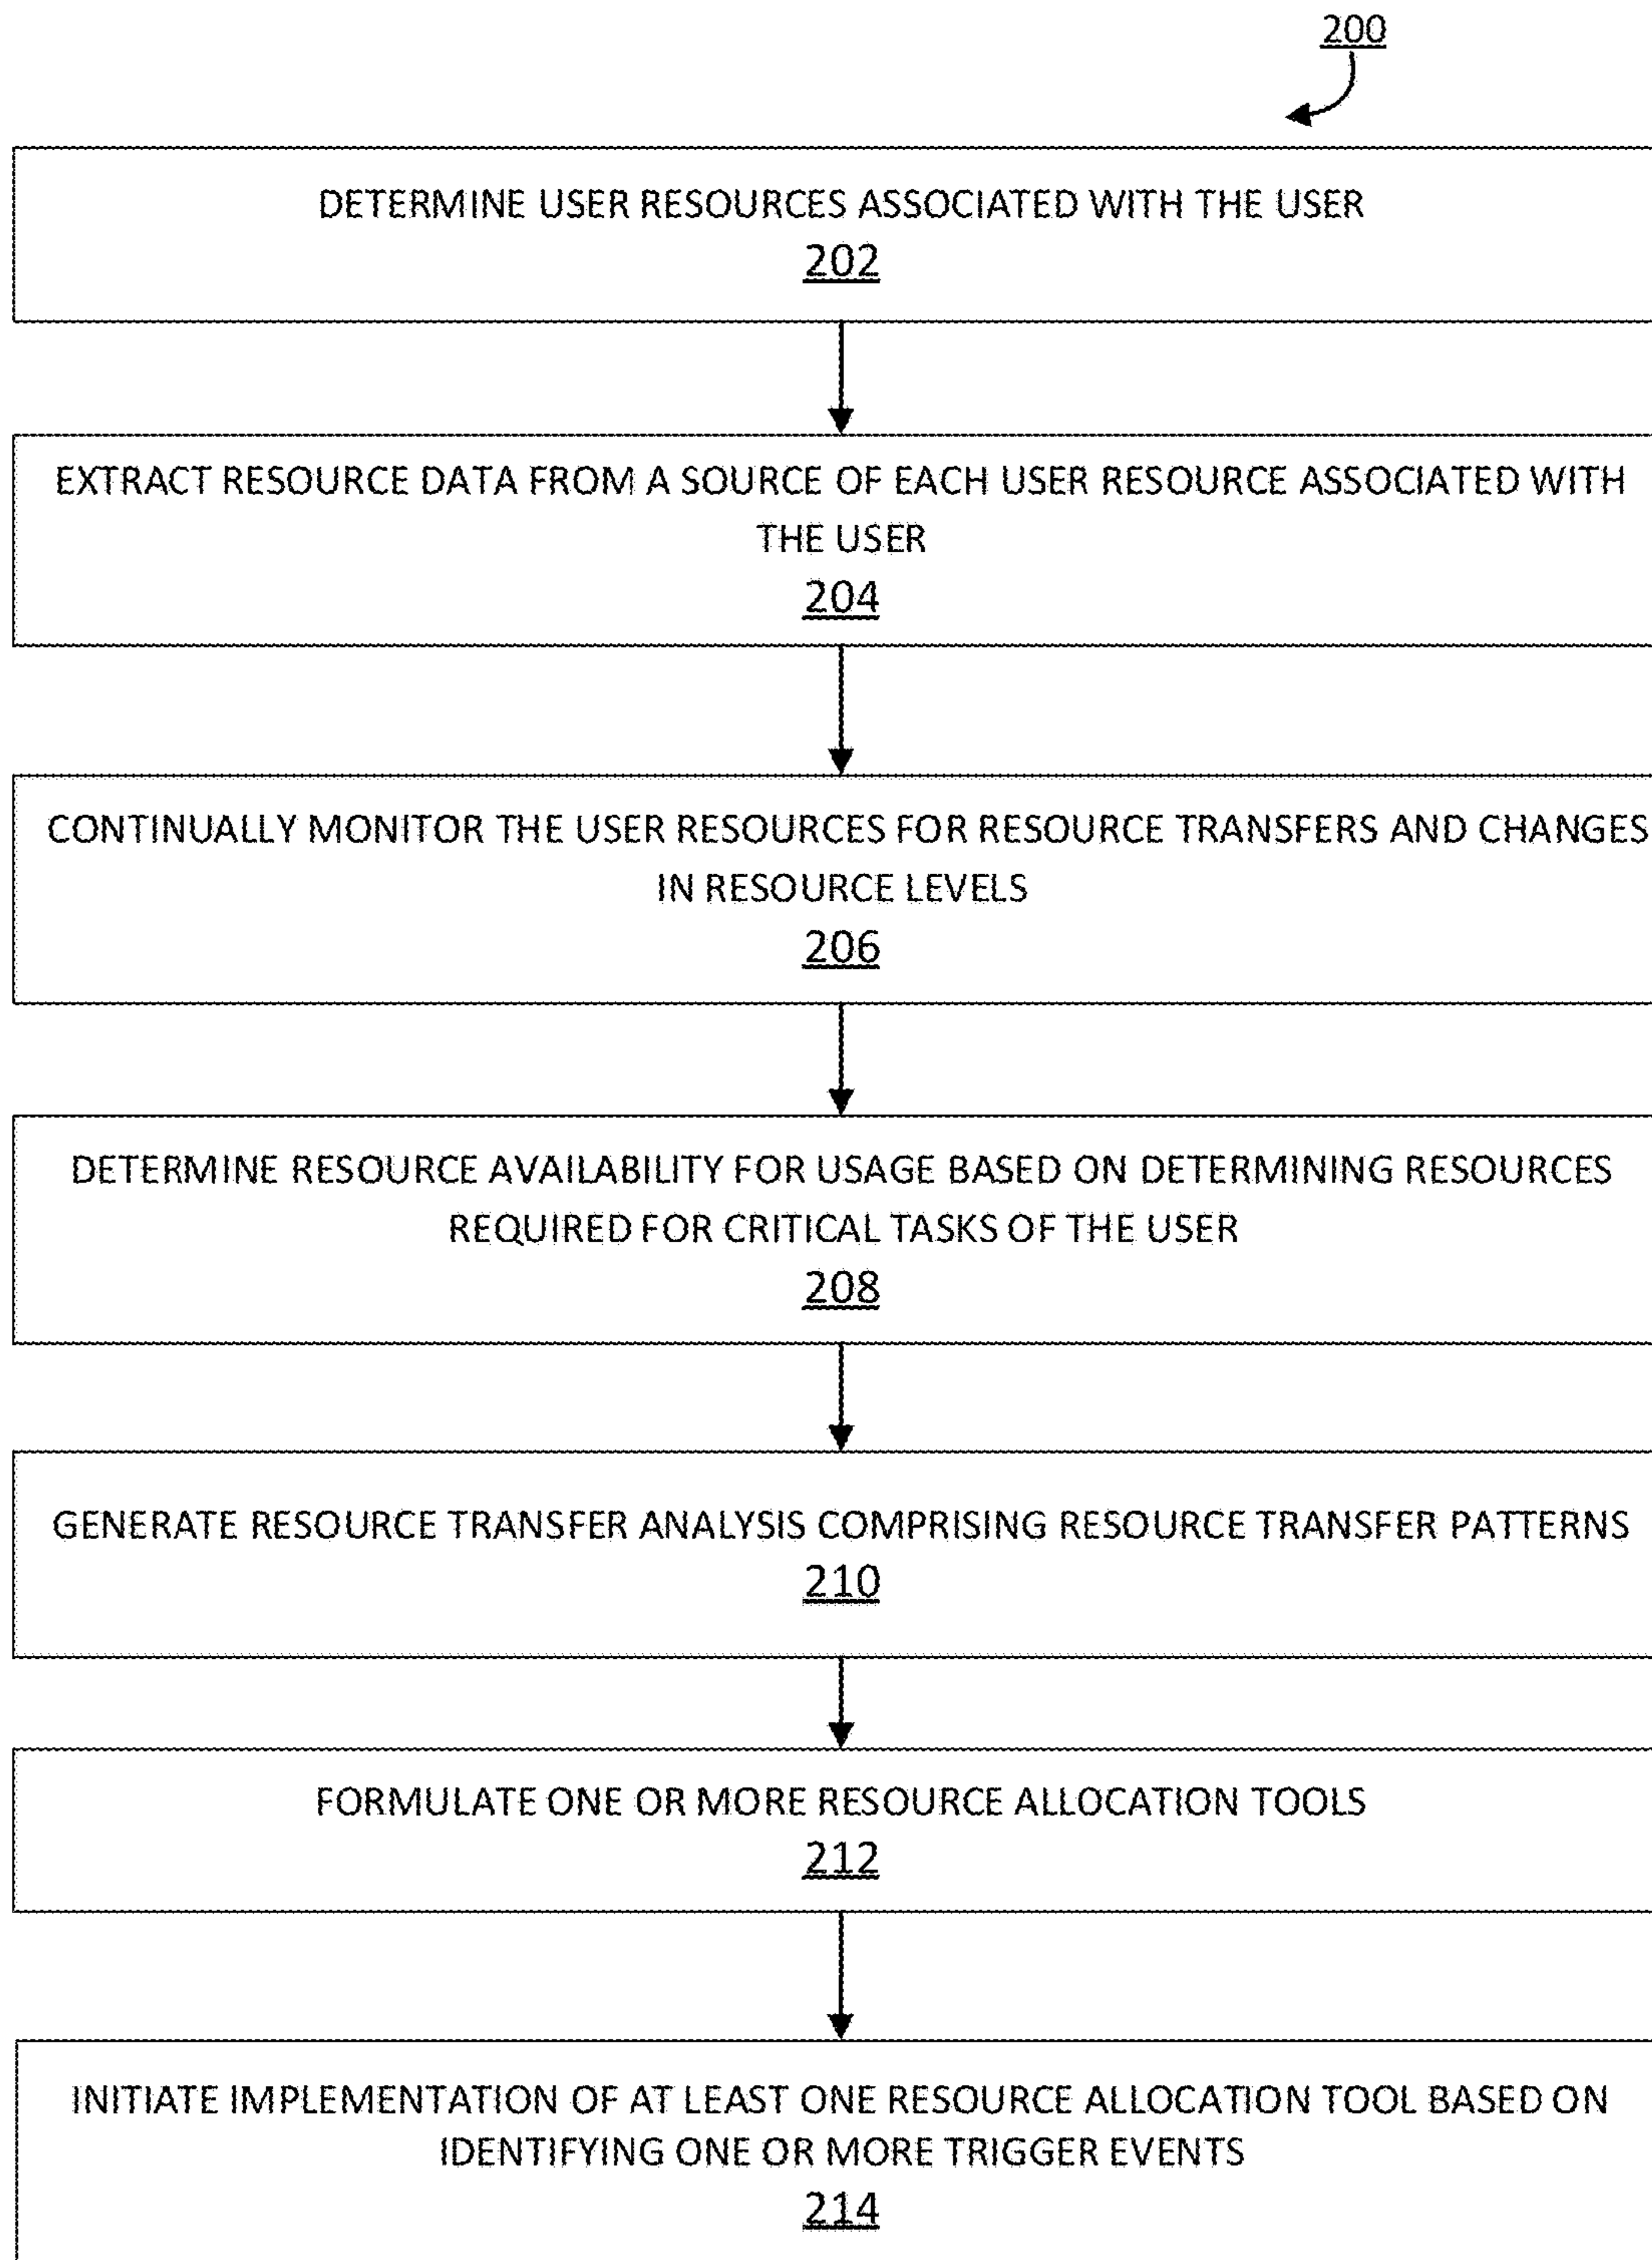 200
DETERMINE USER RESOURCES ASSOCIATED WITH THE USER
202
EXTRACT RESOURCE DATA FROM A SOURCE OF EACH USER RESOURCE ASSOCIATED WITH
THE USER
204
CONTINUALLY MONITOR THE USER RESOURCES FOR RESOURCE TRANSFERS AND CHANGES
IN RESOURCE LEVELS
206
DETERMINE RESOURCE AVAILABILITY FOR USAGE BASED ON DETERMINING RESOURCES
REQUIRED FOR CRITICAL TASKS OF THE USER
208
GENERATE RESOURCE TRANSFER ANALYSIS COMPRISING RESOURCE TRANSFER PATTERNS
210
FORMULATE ONE OR MORE RESOURCE ALLOCATION TOOLS
212
INITIATE IMPLEMENTATION OF AT LEAST ONE RESOURCE ALLOCATION TOOL BASED ON
IDENTIFYING ONE OR MORE TRIGGER EVENTS
214